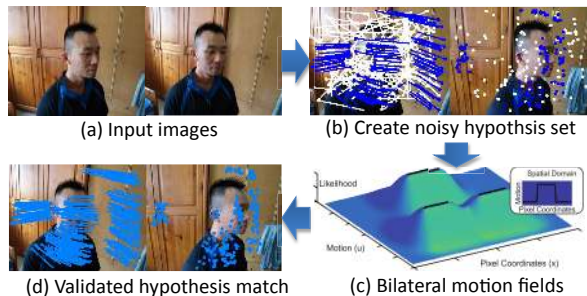 (a) Input images
(b) Create noisy hypothsis set
Likelihood
Spatial Domain
Motion
Pixel Coordinates
Motion (u)
Pixel Coordinates (x)
(d) Validated hypothesis match
(c) Bilateral motion fields